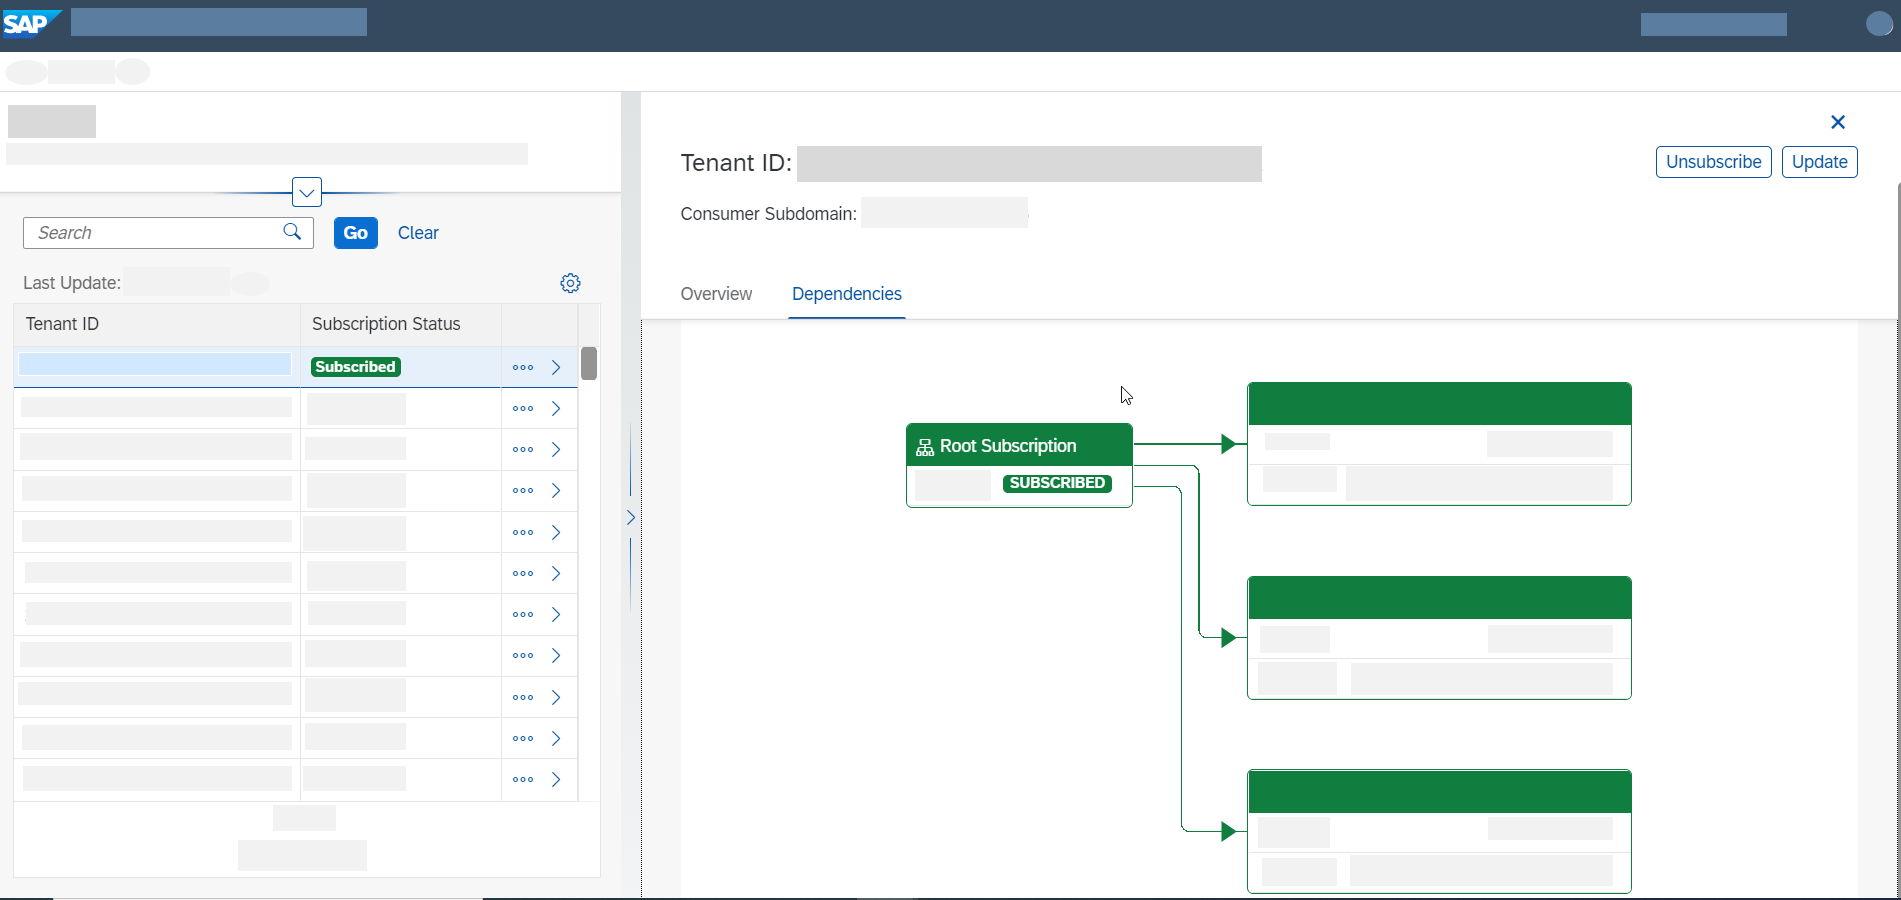 SAP
Tenant ID:
Unsubscribe
Update
Consumer Subdomain:
Search
Go
Clear
Last Update:
Overview
Dependencies
Tenant ID
Subscription Status
Subscribed
Root Subscription
SUBSCRIBED